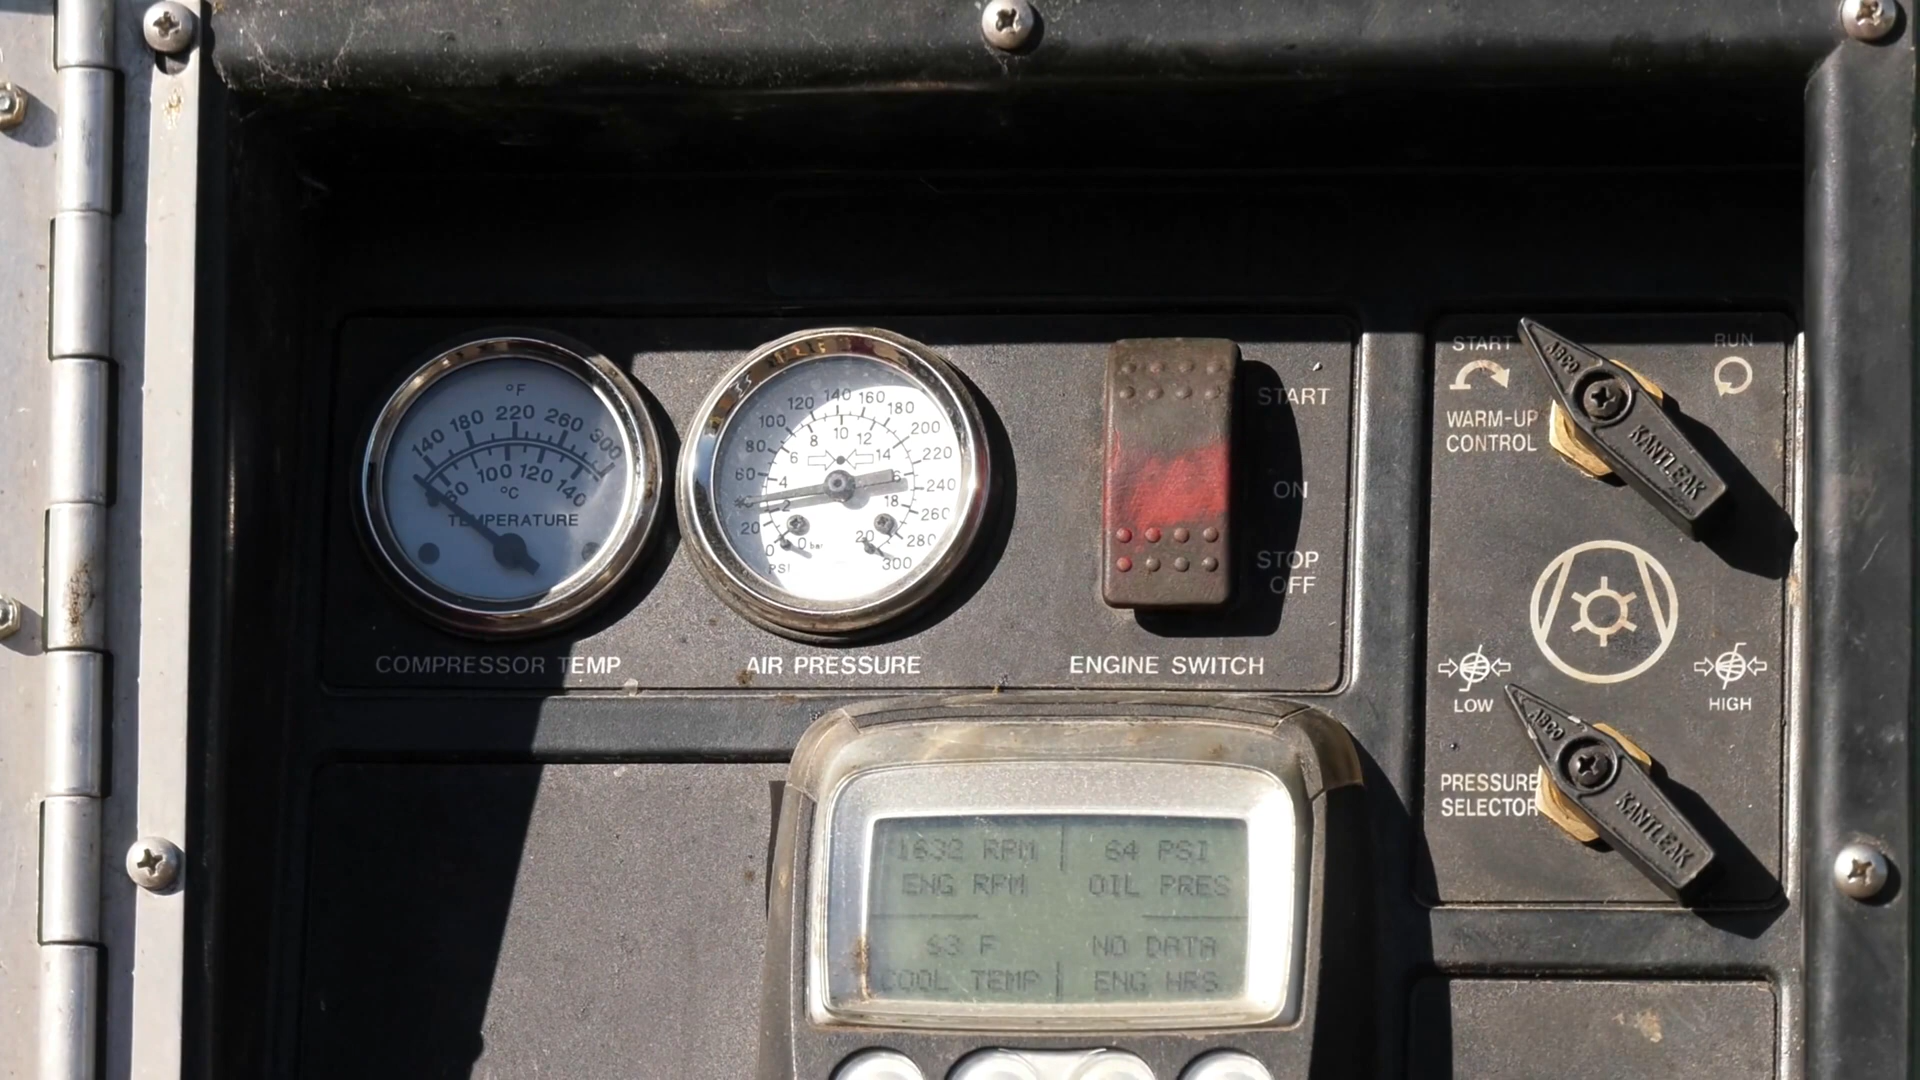 °F
140 180 220 260 300
100 120 140
°C
TEMPERATURE
COMPRESSOR TEMP
20 60 80 100 120 140 160 180 200 220 240 260 280 300
0 2 4 6 8 10 12 14 18 20
bar
PSI
AIR PRESSURE
START
ON
STOP
OFF
ENGINE SWITCH
START
RUN
WARM-UP
CONTROL
ABCO
KANTLEAK
LOW
HIGH
PRESSURE
SELECTOR
ABCO
KANTLEAK
1632 RPM 64 PSI
ENG RPM OIL PRES
F NO DATA
COOL TEMP ENG HRS